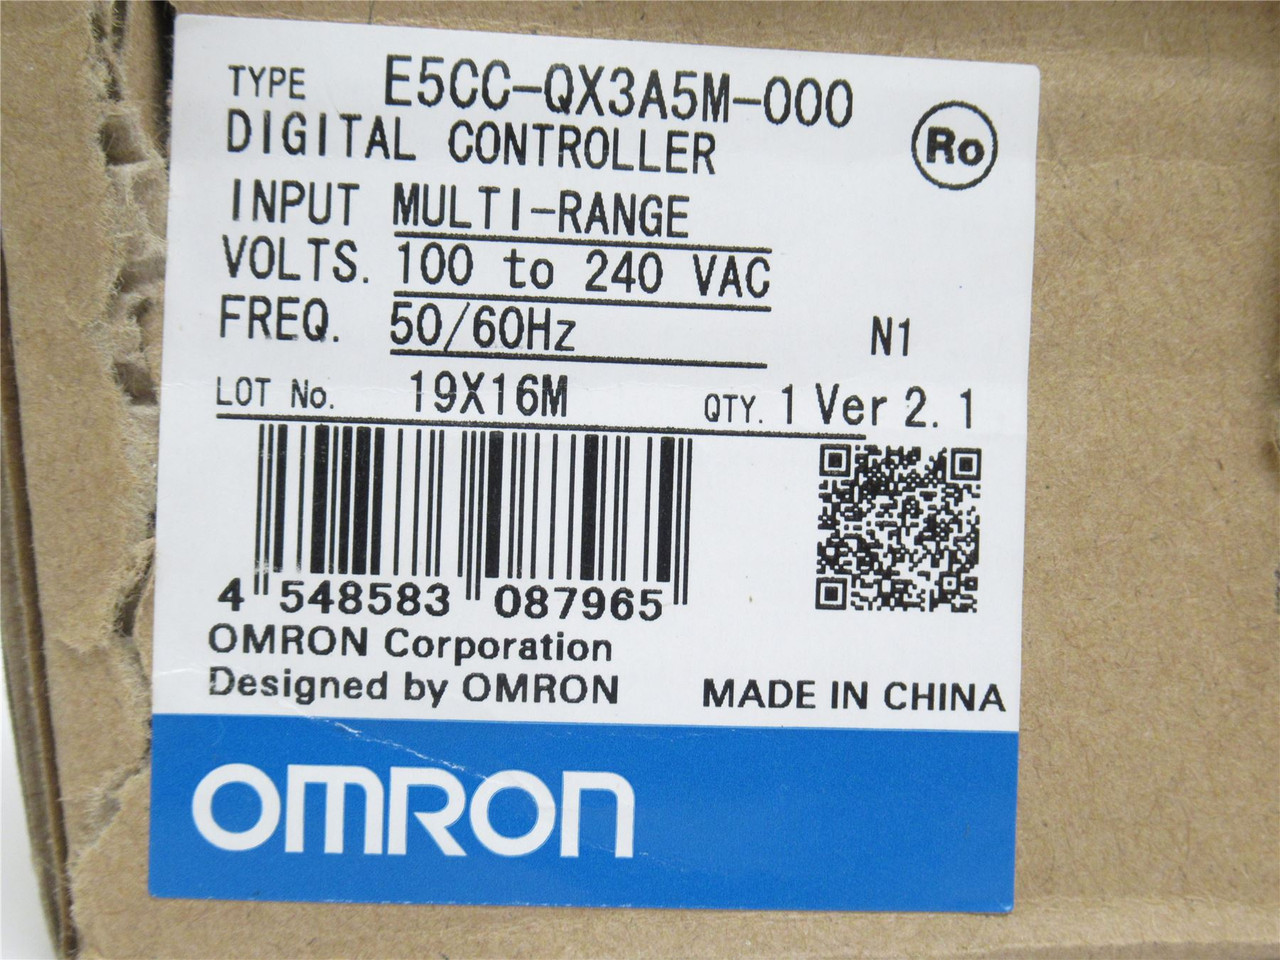 TYPE E5CC-QX3A5M-000
DIGITAL CONTROLLER
Ro
INPUT MULTI-RANGE
VOLTS. 100 to 240 VAC
FREQ. 50/60Hz
N1
LOT No. 19X16M QTY. 1 Ver 2.1
4 548583 087965
OMRON Corporation
Designed by OMRON
MADE IN CHINA
OMRON